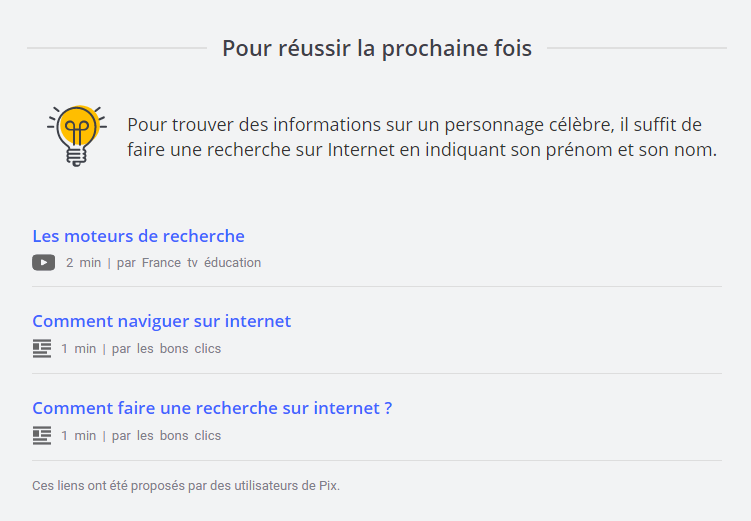 Pour réussir la prochaine fois
Pour trouver des informations sur un personnage célèbre, il suffit de
faire une recherche sur Internet en indiquant son prénom et son nom.
Les moteurs de recherche
2 min | par France tv éducation
Comment naviguer sur internet
1 min | par les bons clics
Comment faire une recherche sur internet ?
1 min | par les bons clics
Ces liens ont été proposés par des utilisateurs de Pix.